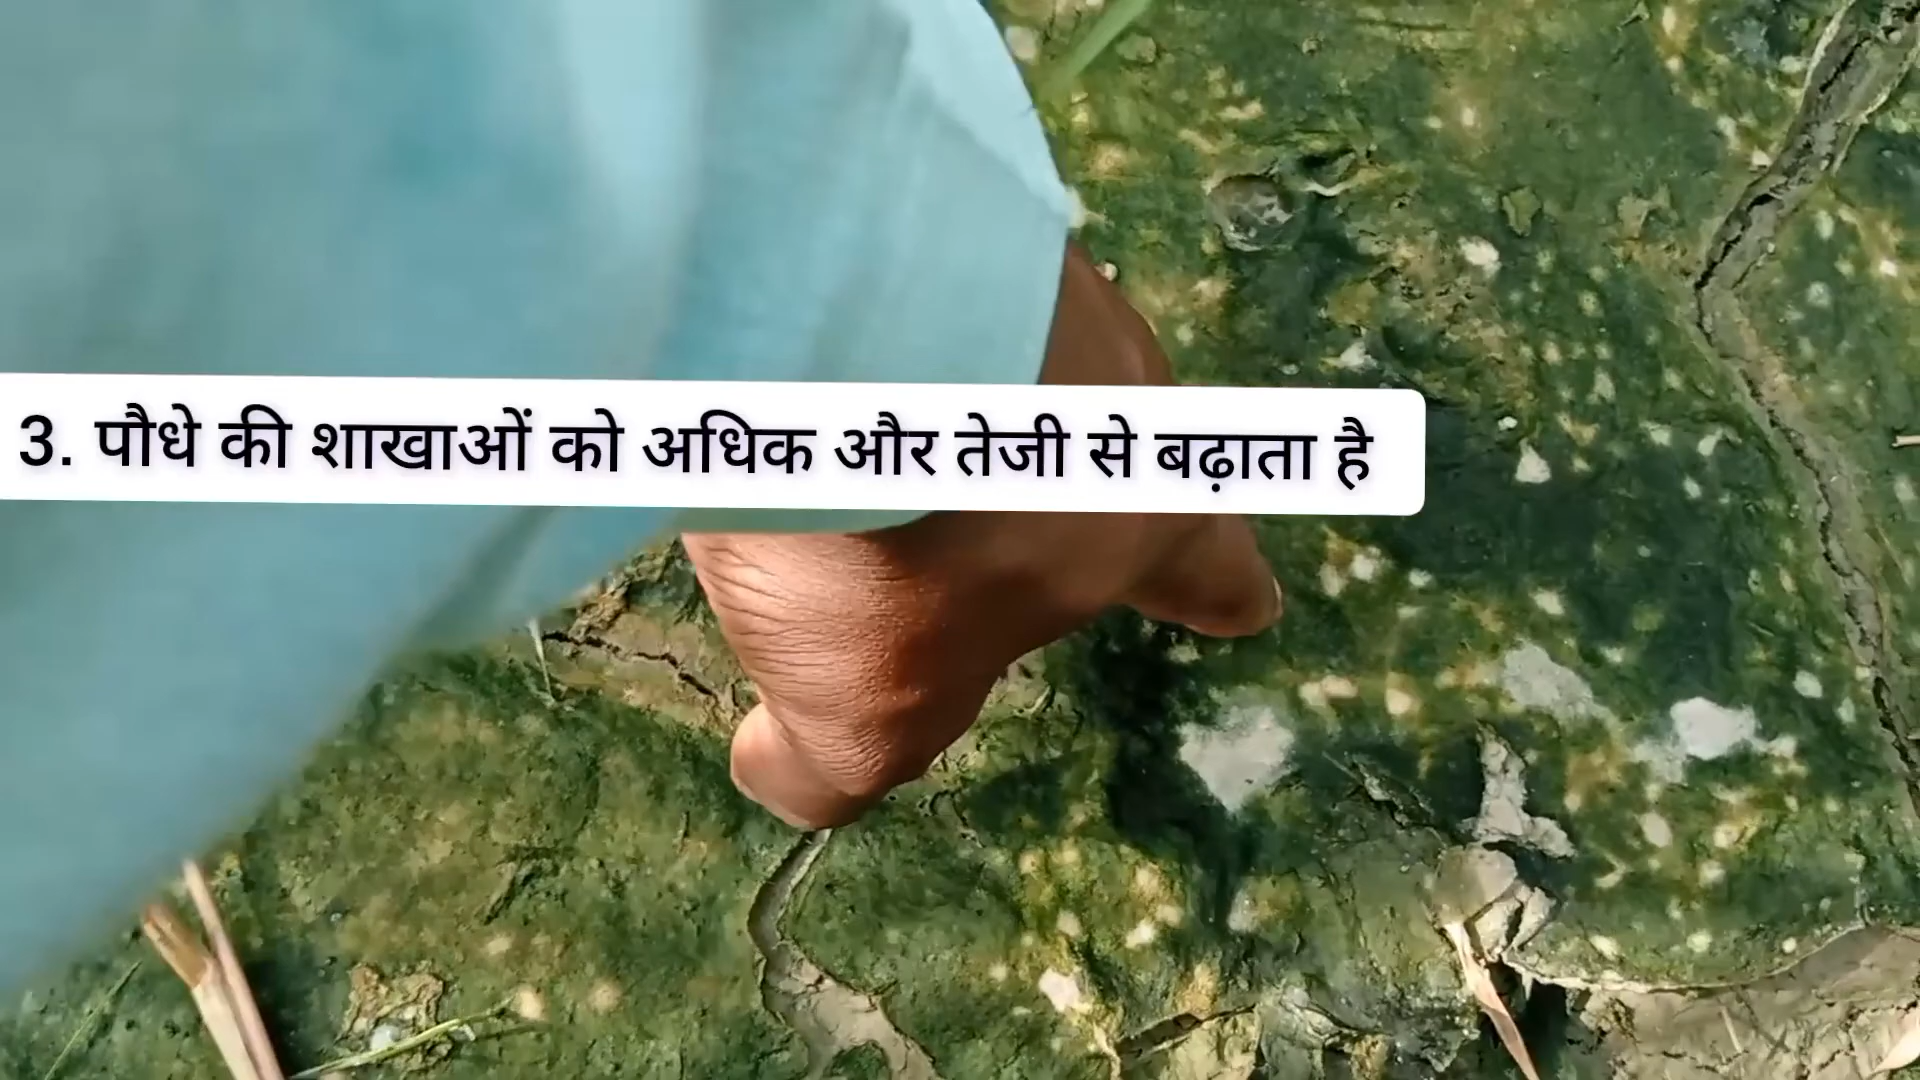 3. पौधे की शाखाओं को अधिक और तेजी से बढ़ाता है